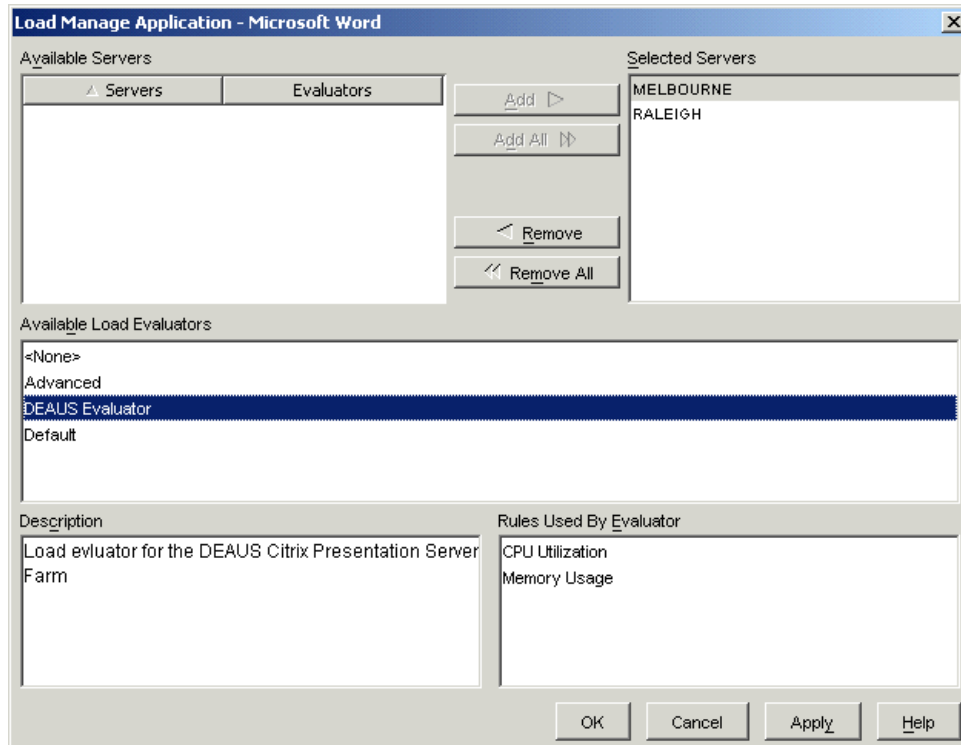 Load Manage Application - Microsoft Word
Available Servers
Selected Servers
Servers
Evaluators
Add
Add All
Remove
Remove All
MELBOURNE
RALEIGH
Available Load Evaluators
<None>
Advanced
DEAUS Evaluator
Default
Description
Load evluator for the DEAUS Citrix Presentation Server
Farm
Rules Used By Evaluator
CPU Utilization
Memory Usage
OK
Cancel
Apply
Help